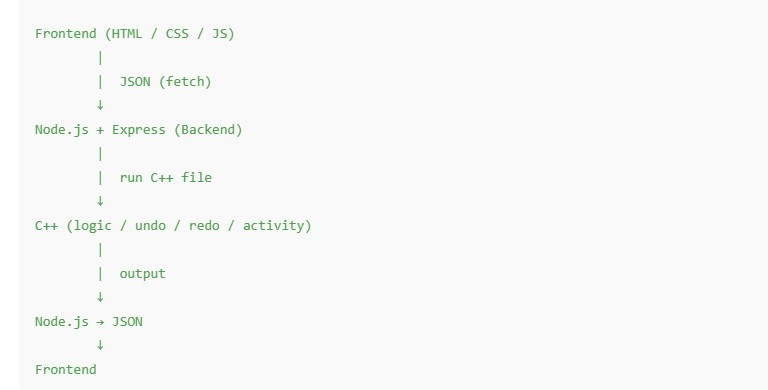 Frontend (HTML / CSS / JS)
|
| JSON (fetch)
↓
Node.js + Express (Backend)
|
| run C++ file
↓
C++ (logic / undo / redo / activity)
|
| output
↓
Node.js → JSON
↓
Frontend